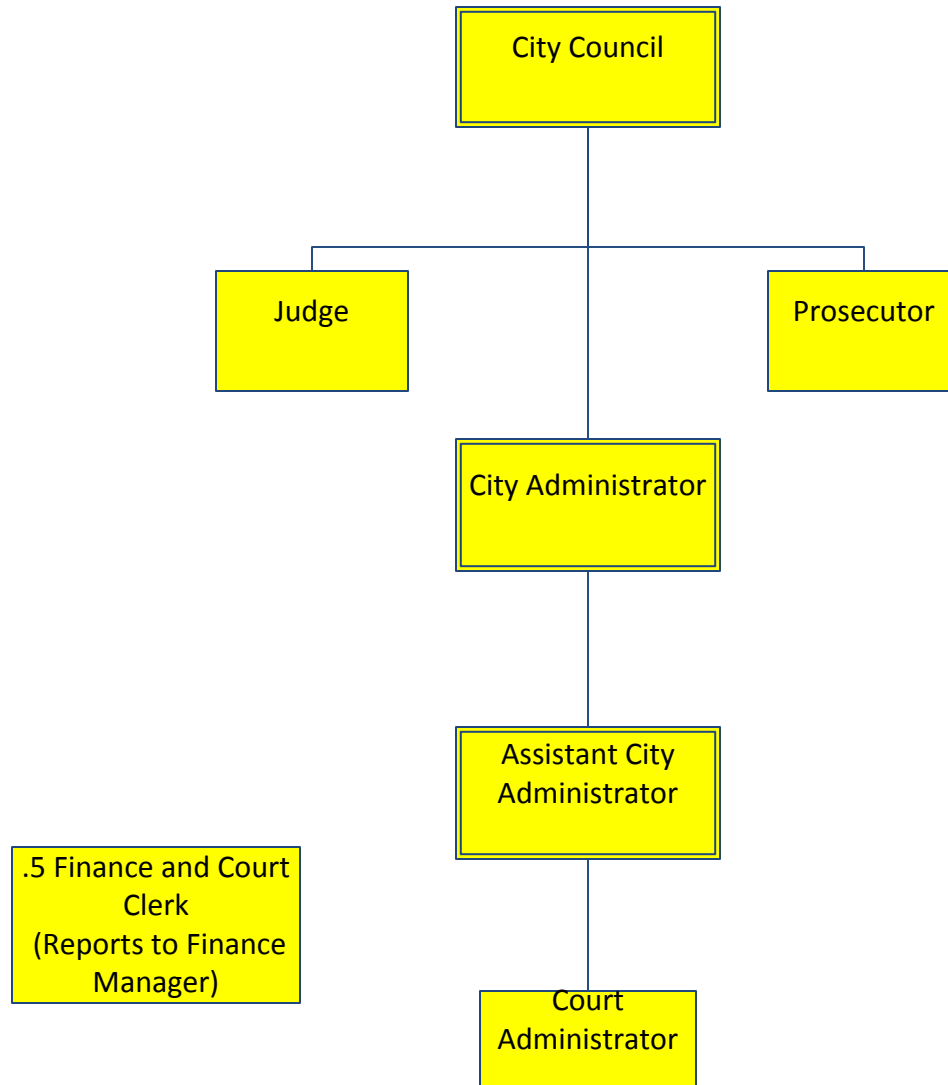 City Council
Judge
Prosecutor
City Administrator
Assistant City
Administrator
.5 Finance and Court
Clerk
(Reports to Finance
Manager)
Court
Administrator